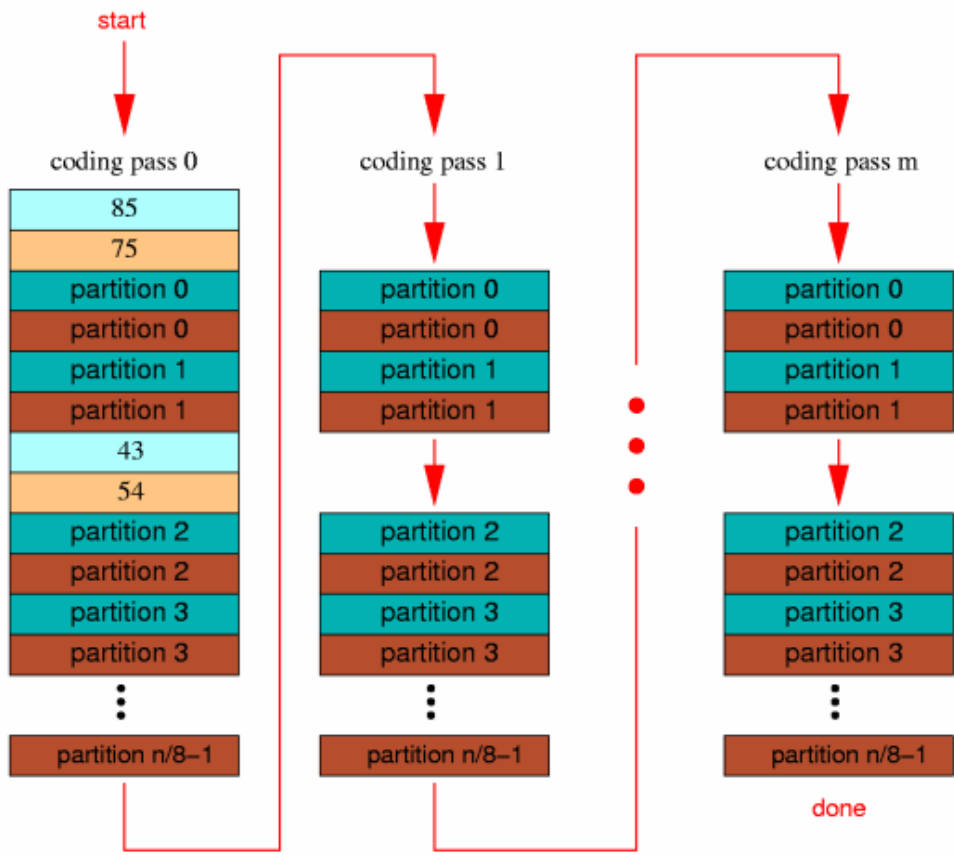 start
coding pass 0
85
75
partition 0
partition 0
partition 1
partition 1
43
54
partition 2
partition 2
partition 3
partition 3
partition n/8−1
coding pass 1
partition 0
partition 0
partition 1
partition 1
partition 2
partition 2
partition 3
partition 3
partition n/8−1
coding pass m
partition 0
partition 0
partition 1
partition 1
partition 2
partition 2
partition 3
partition 3
partition n/8−1
done